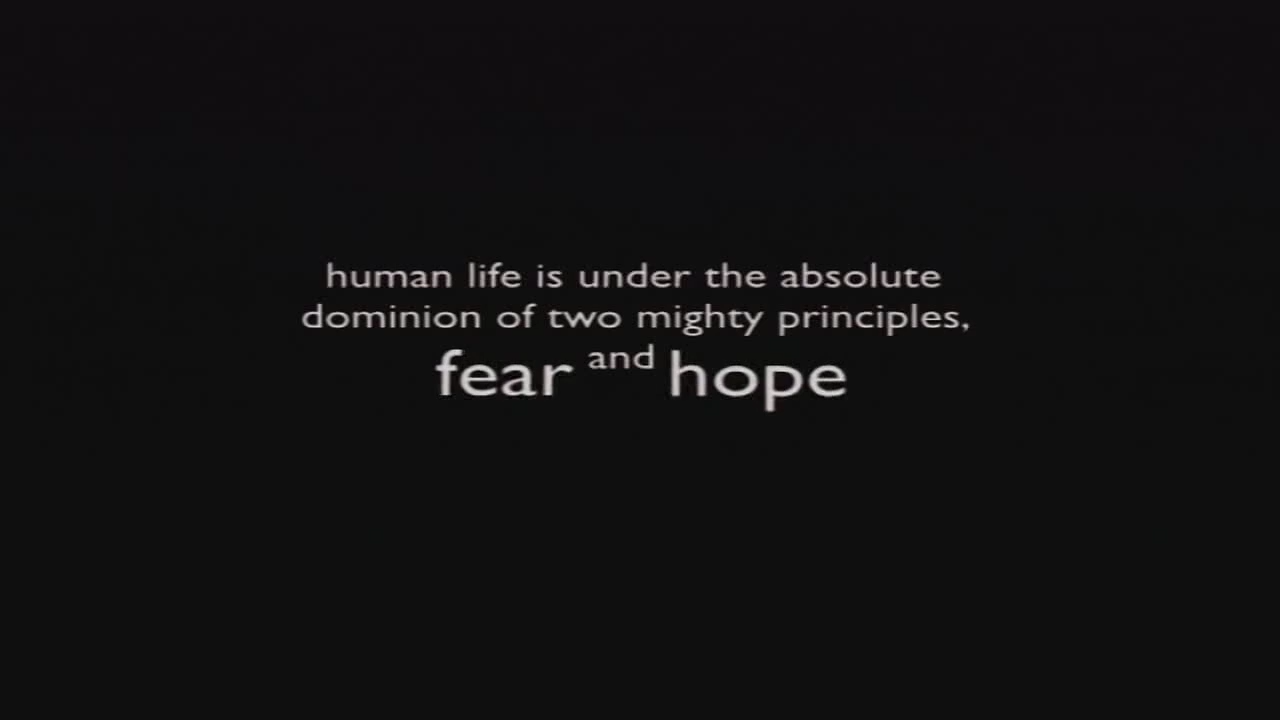 human life is under the absolute
dominion of two mighty principles,
fear and hope